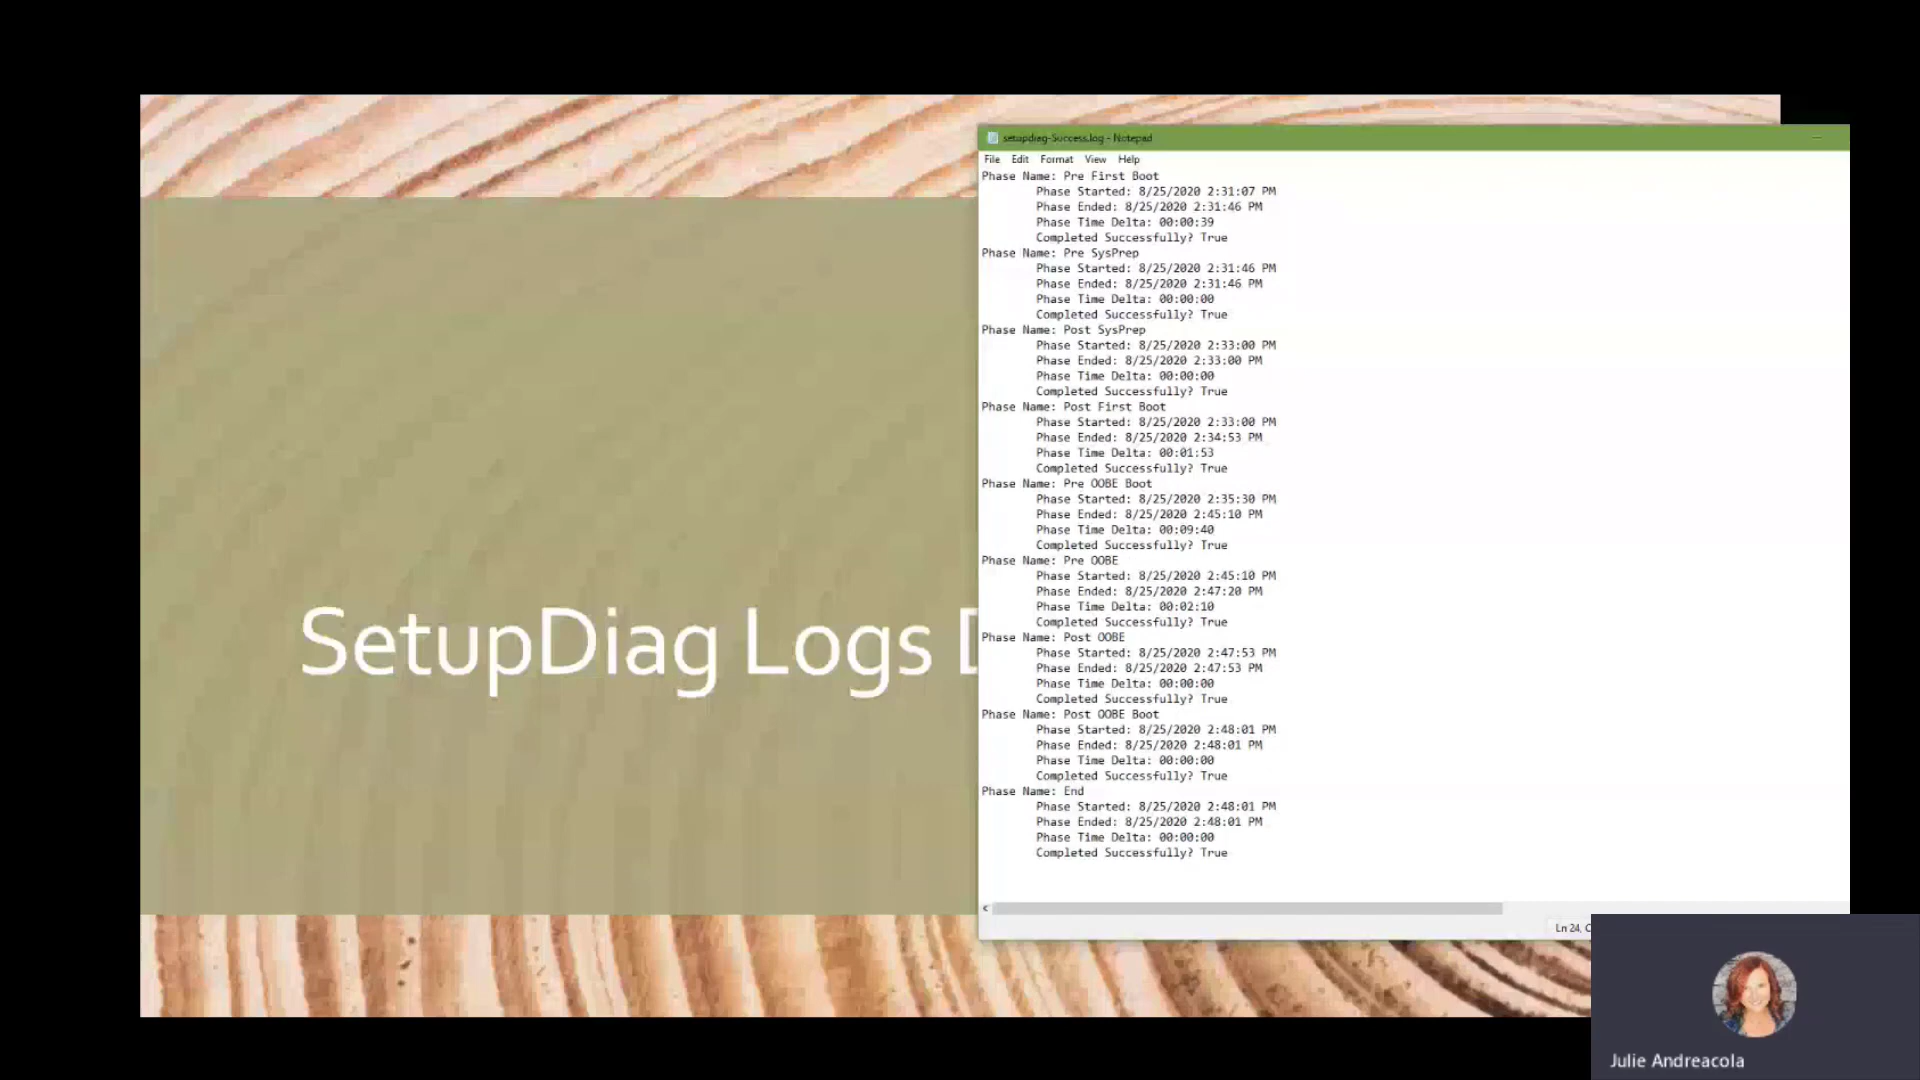 setupdiag-Success.log - Notepad
File Edit Format View Help
Phase Name: Pre First Boot
Phase Started: 8/25/2020 2:31:07 PM
Phase Ended: 8/25/2020 2:31:46 PM
Phase Time Delta: 00:00:39
Completed Successfully? True
Phase Name: Pre SysPrep
Phase Started: 8/25/2020 2:31:46 PM
Phase Ended: 8/25/2020 2:31:46 PM
Phase Time Delta: 00:00:00
Completed Successfully? True
Phase Name: Post SysPrep
Phase Started: 8/25/2020 2:33:00 PM
Phase Ended: 8/25/2020 2:33:00 PM
Phase Time Delta: 00:00:00
Completed Successfully? True
Phase Name: Post First Boot
Phase Started: 8/25/2020 2:33:00 PM
Phase Ended: 8/25/2020 2:34:53 PM
Phase Time Delta: 00:01:53
Completed Successfully? True
Phase Name: Pre OOBE Boot
Phase Started: 8/25/2020 2:35:30 PM
Phase Ended: 8/25/2020 2:45:10 PM
Phase Time Delta: 00:09:40
Completed Successfully? True
Phase Name: Pre OOBE
Phase Started: 8/25/2020 2:45:10 PM
Phase Ended: 8/25/2020 2:47:20 PM
Phase Time Delta: 00:02:10
Completed Successfully? True
Phase Name: Post OOBE
Phase Started: 8/25/2020 2:47:53 PM
Phase Ended: 8/25/2020 2:47:53 PM
Phase Time Delta: 00:00:00
Completed Successfully? True
Phase Name: Post OOBE Boot
Phase Started: 8/25/2020 2:48:01 PM
Phase Ended: 8/25/2020 2:48:01 PM
Phase Time Delta: 00:00:00
Completed Successfully? True
Phase Name: End
Phase Started: 8/25/2020 2:48:01 PM
Phase Ended: 8/25/2020 2:48:01 PM
Phase Time Delta: 00:00:00
Completed Successfully? True
Ln 24, C
SetupDiag Logs
Julie Andreacola